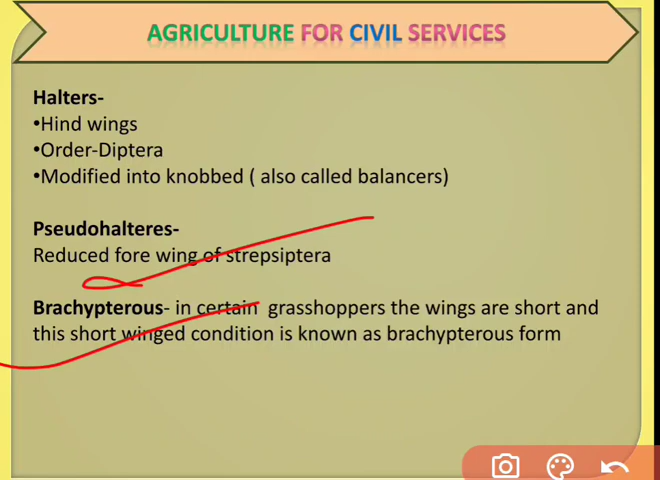 AGRICULTURE FOR CIVIL SERVICES
Halters-
•Hind wings
•Order-Diptera
•Modified into knobbed ( also called balancers)
Pseudohalteres-
Reduced fore wing of strepsiptera
Brachypterous- in certain grasshoppers the wings are short and
this short winged condition is known as brachypterous form